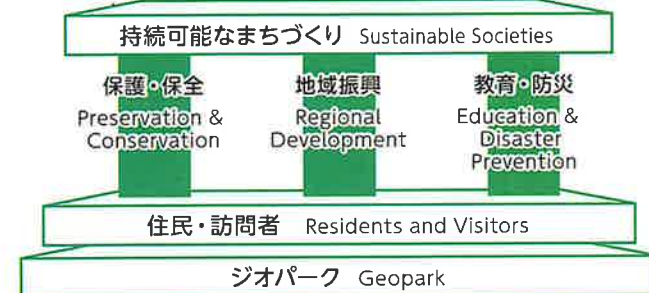 持続可能なまちづくり Sustainable Societies
保護・保全
Preservation &
Conservation
地域振興
Regional
Development
教育・防災
Education &
Disaster
Prevention
住民・訪問者 Residents and Visitors
ジオパーク Geopark